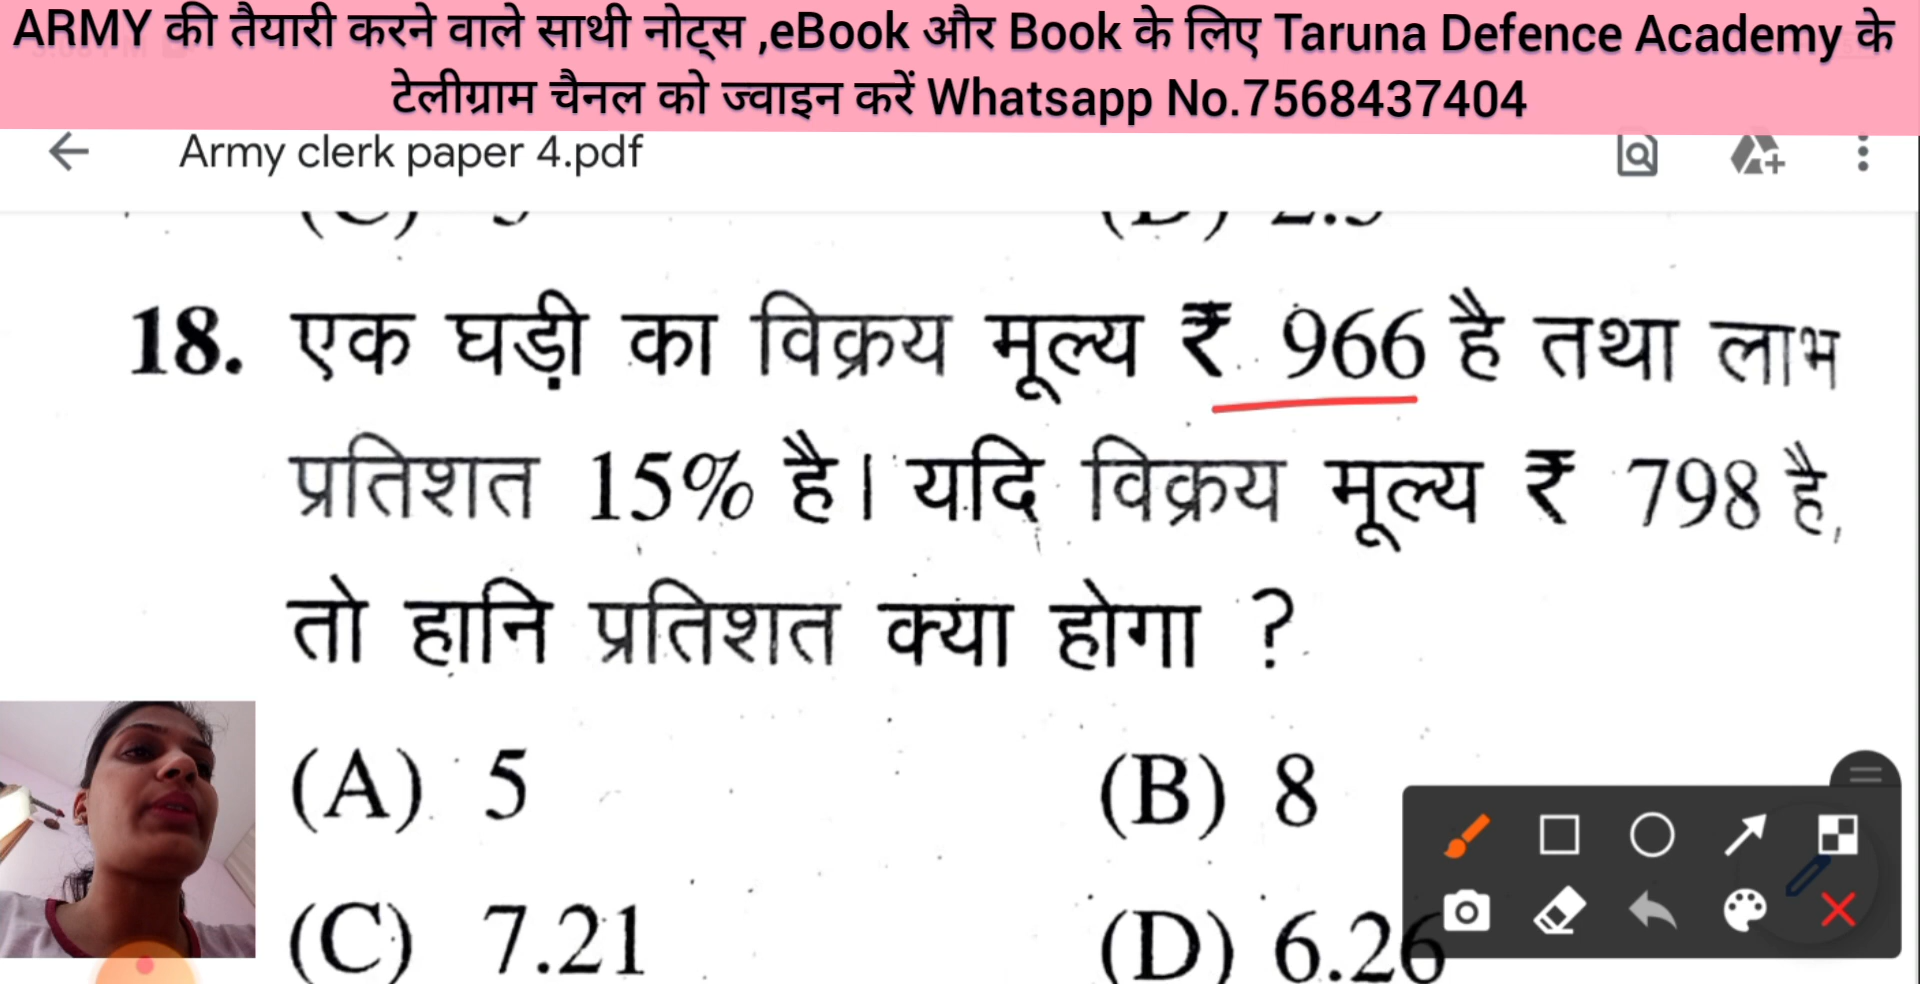 ARMY की तैयारी करने वाले साथी नोट्स ,eBook और Book के लिए Taruna Defence Academy के
टेलीग्राम चैनल को ज्वाइन करें Whatsapp No.7568437404
Army clerk paper 4.pdf
18. एक घड़ी का विक्रय मूल्य ₹ 966 है तथा लाभ
प्रतिशत 15% है। यदि विक्रय मूल्य ₹ 798 है,
तो हानि प्रतिशत क्या होगा ?
(A) 5 (B) 8
(C) 7.21 (D) 6.26